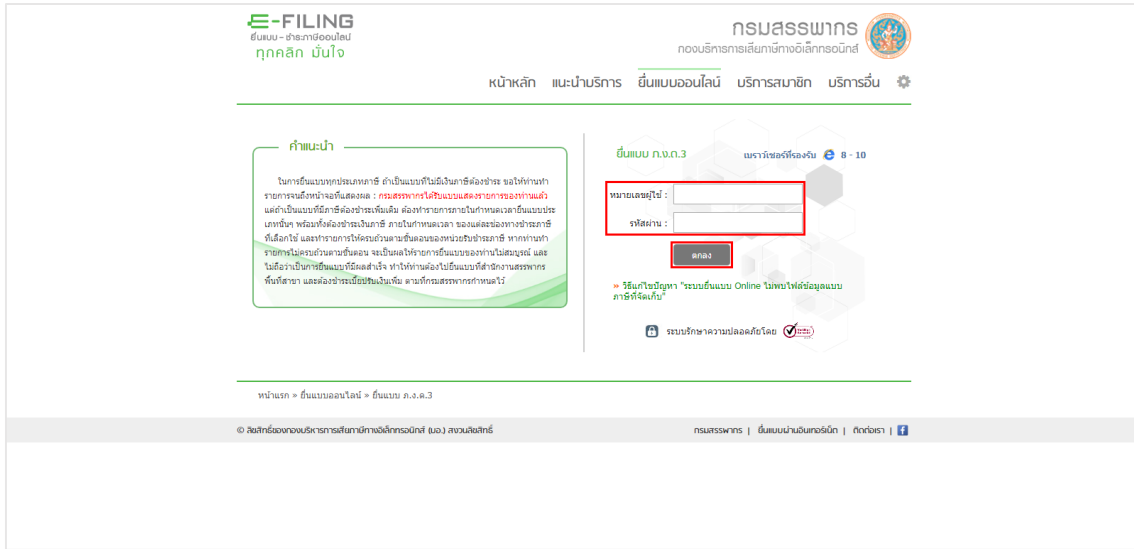 E-FILING
ยื่นแบบ - ชำระภาษีออนไลน์
ทุกคลิก มั่นใจ
กรมสรรพากร
กองบริหารการเสียภาษีทางอิเล็กทรอนิกส์
หน้าหลัก แนะนำบริการ ยื่นแบบออนไลน์ บริการสมาชิก บริการอื่น
คำแนะนำ
ในการยื่นแบบทุกประเภทภาษี ถ้าเป็นแบบที่ไม่มีเงินภาษีต้องชำระ ขอให้ท่านทำ
รายการจนถึงหน้าจอที่แสดงผล : กรมสรรพากรได้รับแบบแสดงรายการของท่านแล้ว
แต่ถ้าเป็นแบบที่มีภาษีต้องชำระเพิ่มเติม ต้องทำรายการภายในกำหนดเวลายื่นแบบประ
เภทนั้นๆ พร้อมทั้งต้องชำระเงินภาษี ภายในกำหนดเวลา ของแต่ละช่องทางชำระภาษี
ที่เลือกใช้ และทำรายการให้ครบถ้วนตามขั้นตอนของหน่วยรับชำระภาษี หากท่านทำ
รายการไม่ครบถ้วนตามขั้นตอน จะเป็นผลให้รายการยื่นแบบของท่านไม่สมบูรณ์ และ
ไม่ถือว่าเป็นการยื่นแบบที่มีผลสำเร็จ ทำให้ท่านต้องไปยื่นแบบที่สำนักงานสรรพากร
พื้นที่สาขา และต้องชำระเบี้ยปรับเงินเพิ่ม ตามที่กรมสรรพากรกำหนดไว้
ยื่นแบบ ภ.ง.ด.3 เบราว์เซอร์ที่รองรับ 8 - 10
หมายเลขผู้ใช้ :
รหัสผ่าน :
ตกลง
» วิธีแก้ไขปัญหา "ระบบยื่นแบบ Online ไม่พบไฟล์ข้อมูลแบบ
ภาษีที่จัดเก็บ"
ระบบรักษาความปลอดภัยโดย
หน้าแรก » ยื่นแบบออนไลน์ » ยื่นแบบ ภ.ง.ด.3
© ลิขสิทธิ์ของกองบริหารการเสียภาษีทางอิเล็กทรอนิกส์ (บอ.) สงวนลิขสิทธิ์
กรมสรรพากร | ยื่นแบบผ่านอินเทอร์เน็ต | ติดต่อเรา |